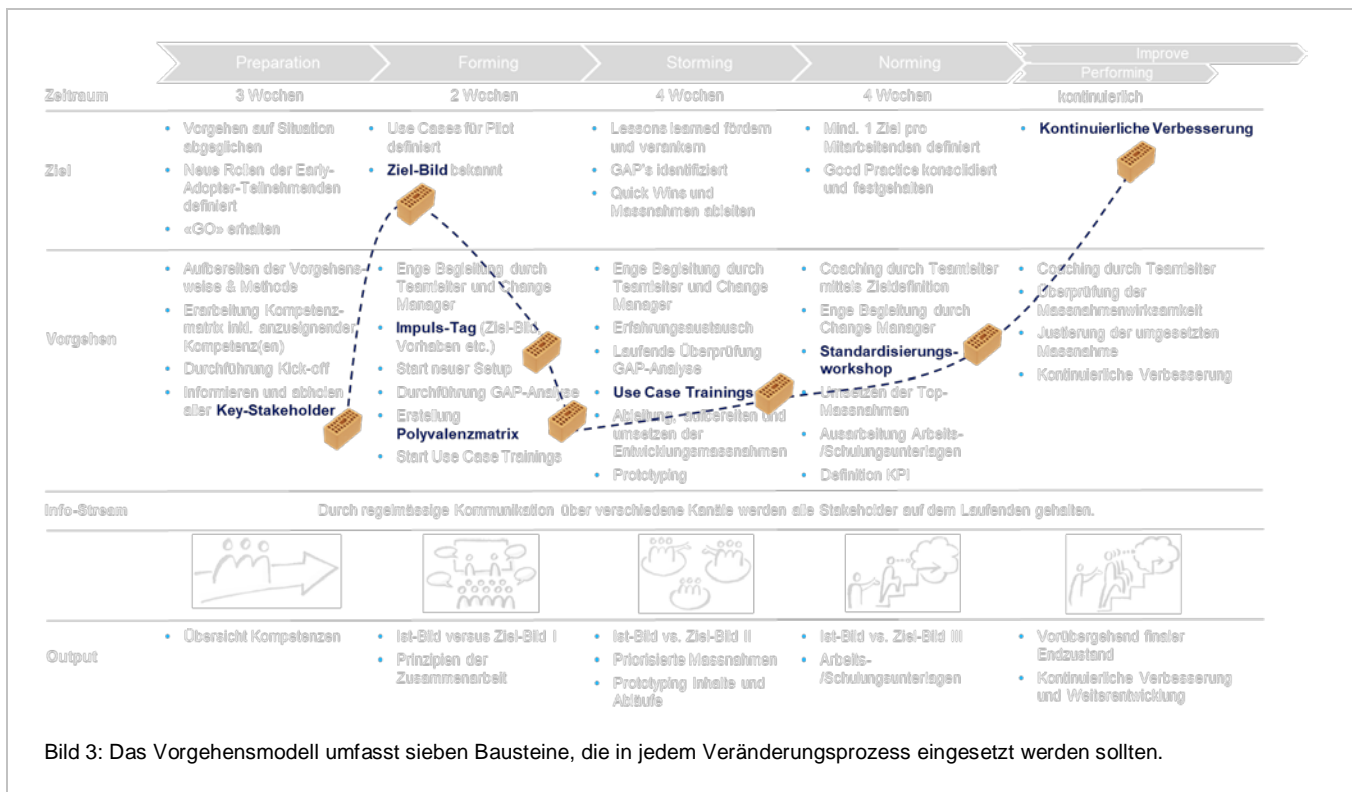 Preparation
Forming
Storming
Norming
Improve
Performing
Zeitraum
3 Wochen
2 Wochen
4 Wochen
4 Wochen
kontinuierlich
Ziel
• Vorgehen auf Situation
abgeglichen
• Neue Rollen der Early-
Adopter-Teilnehmenden
definiert
• «GO» erhalten
• Use Cases für Pilot
definiert
• Ziel-Bild bekannt
• Lessons learned fördern
und verankern
• GAP's identifiziert
• Quick Wins und
Massnahmen ableiten
• Mind. 1 Ziel pro
Mitarbeitenden definiert
• Good Practice konsolidiert
und festgehalten
• Kontinuierliche Verbesserung
Vorgehen
• Aufbereiten der Vorgehens-
weise & Methode
• Erarbeitung Kompetenz-
matrix inkl. anzueignender
Kompetenz(en)
• Durchführung Kick-off
• Informieren und abholen
aller Key-Stakeholder
• Enge Begleitung durch
Teamleiter und Change
Manager
• Impuls-Tag (Ziel-Bild,
Vorhaben etc.)
• Start neuer Setup
• Durchführung GAP-Analyse
• Erstellung
Polyvalenzmatrix
• Start Use Case Trainings
• Enge Begleitung durch
Teamleiter und Change
Manager
• Erfahrungsaustausch
• Laufende Überprüfung
GAP-Analyse
• Use Case Trainings
• Ableitung, aufbereiten und
umsetzen der
Entwicklungsmassnahmen
• Prototyping
• Coaching durch Teamleiter
mittels Zieldefinition
• Enge Begleitung durch
Change Manager
• Standardisierungs-
workshop
• Umsetzen der Top-
Massnahmen
• Ausarbeitung Arbeits-
/Schulungsunterlagen
• Definition KPI
• Coaching durch Teamleiter
• Überprüfung der
Massnahmenwirksamkeit
• Justierung der umgesetzten
Massnahme
• Kontinuierliche Verbesserung
Info-Stream
Durch regelmässige Kommunikation über verschiedene Kanäle werden alle Stakeholder auf dem Laufenden gehalten.
Output
• Übersicht Kompetenzen
• Ist-Bild versus Ziel-Bild I
• Prinzipien der
Zusammenarbeit
• Ist-Bild vs. Ziel-Bild II
• Priorisierte Massnahmen
• Prototyping Inhalte und
Abläufe
• Ist-Bild vs. Ziel-Bild III
• Arbeits-
/Schulungsunterlagen
• Vorübergehend finaler
Endzustand
• Kontinuierliche Verbesserung
und Weiterentwicklung
Bild 3: Das Vorgehensmodell umfasst sieben Bausteine, die in jedem Veränderungsprozess eingesetzt werden sollten.